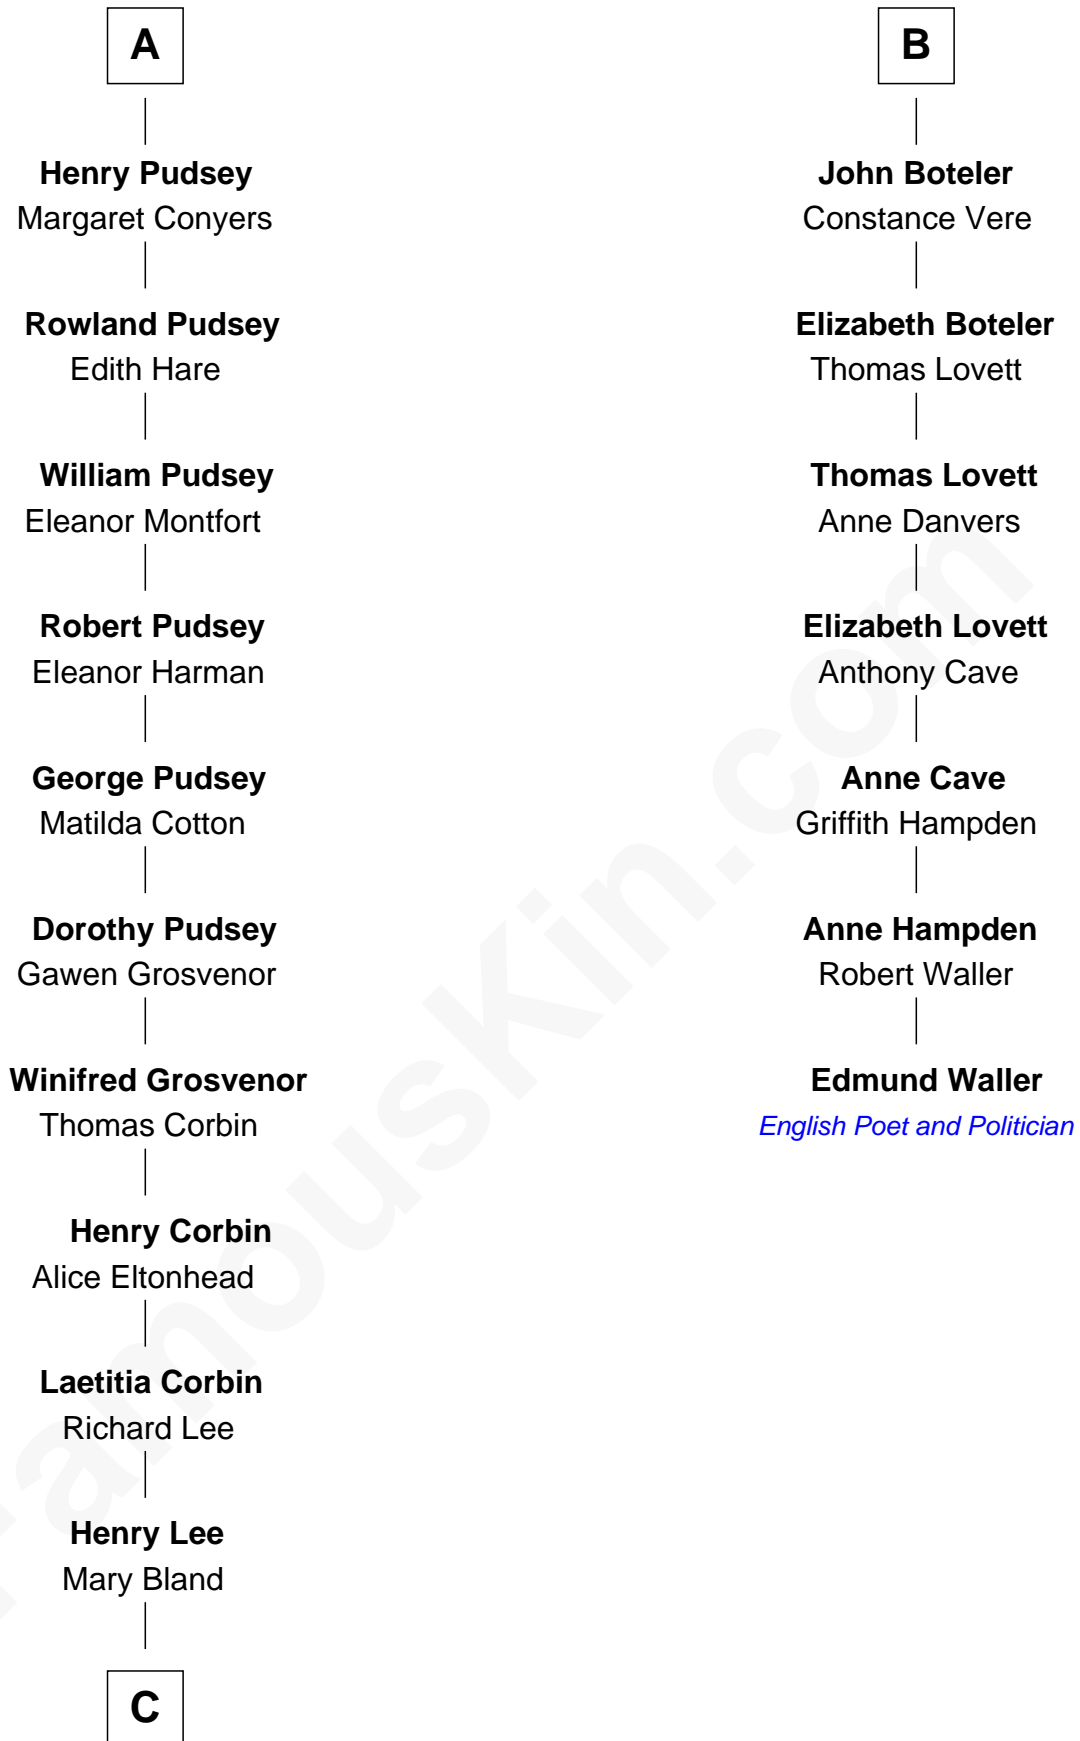 A
Henry Pudsey
Margaret Conyers
Rowland Pudsey
Edith Hare
William Pudsey
Eleanor Montfort
Robert Pudsey
Eleanor Harman
George Pudsey
Matilda Cotton
Dorothy Pudsey
Gawen Grosvenor
Winifred Grosvenor
Thomas Corbin
Henry Corbin
Alice Eltonhead
Laetitia Corbin
Richard Lee
Henry Lee
Mary Bland
C
B
John Boteler
Constance Vere
Elizabeth Boteler
Thomas Lovett
Thomas Lovett
Anne Danvers
Elizabeth Lovett
Anthony Cave
Anne Cave
Griffith Hampden
Anne Hampden
Robert Waller
Edmund Waller
English Poet and Politician
FamousKin.com